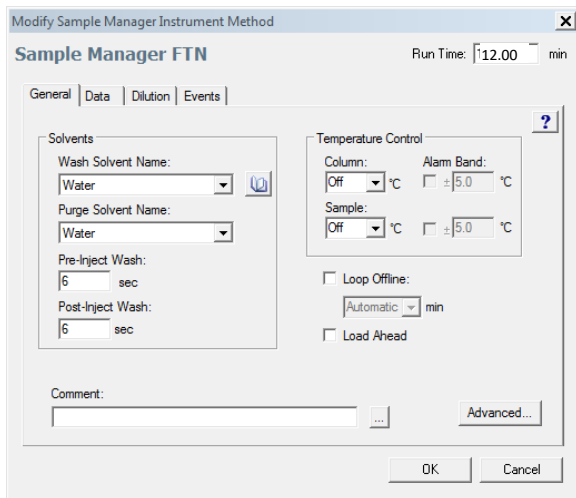 Modify Sample Manager Instrument Method
Sample Manager FTN
Run Time: 12.00 min
General Data Dilution Events
?
Solvents
Wash Solvent Name:
Water
Purge Solvent Name:
Water
Pre-Inject Wash:
6 sec
Post-Inject Wash:
6 sec
Temperature Control
Column: Alarm Band:
Off °C ±5.0 °C
Sample:
Off °C ±5.0 °C
Loop Offline:
Automatic min
Load Ahead
Comment:
...
Advanced...
OK Cancel